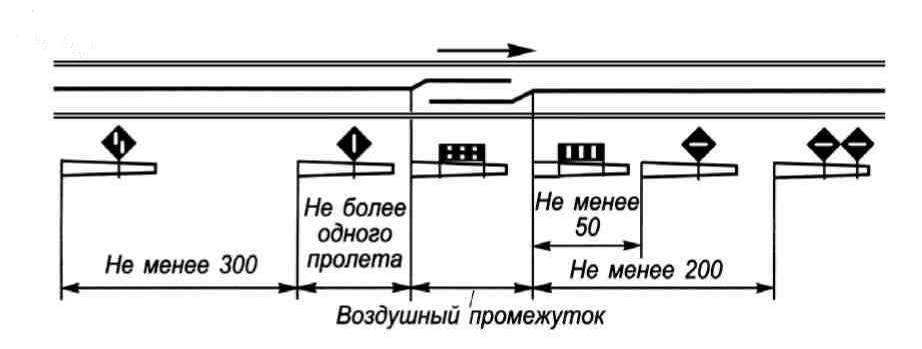 Не более
одного
пролета
Не менее
50
Не менее 300
Не менее 200
Воздушный промежуток